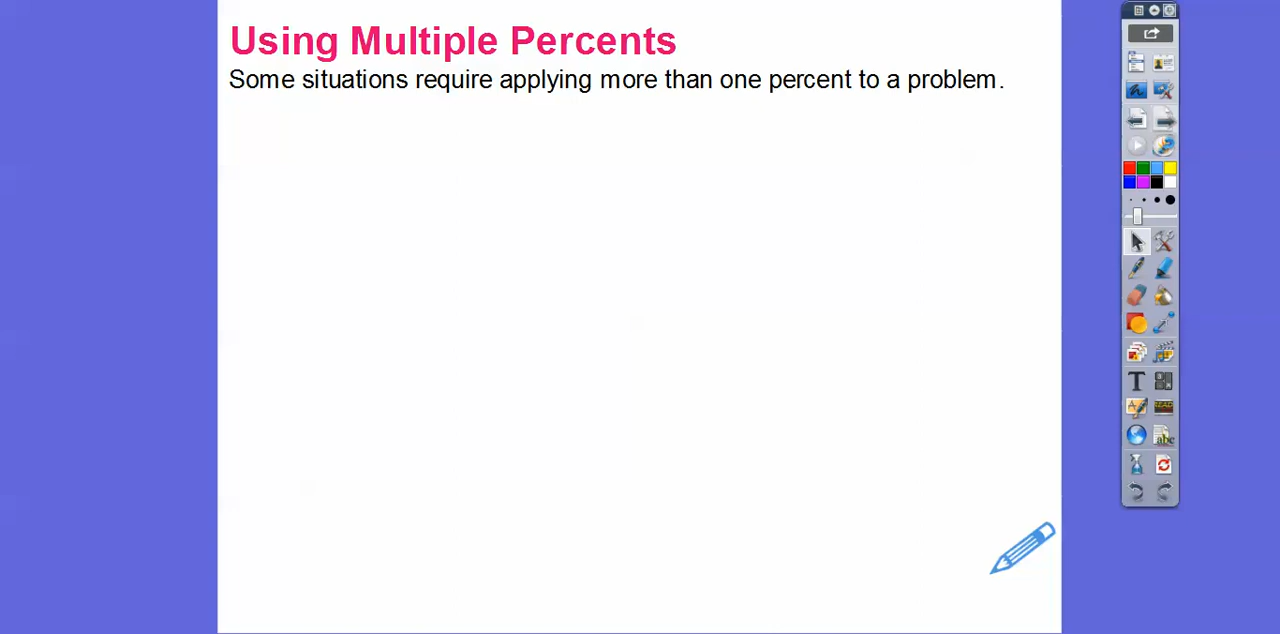 Using Multiple Percents
Some situations require applying more than one percent to a problem.